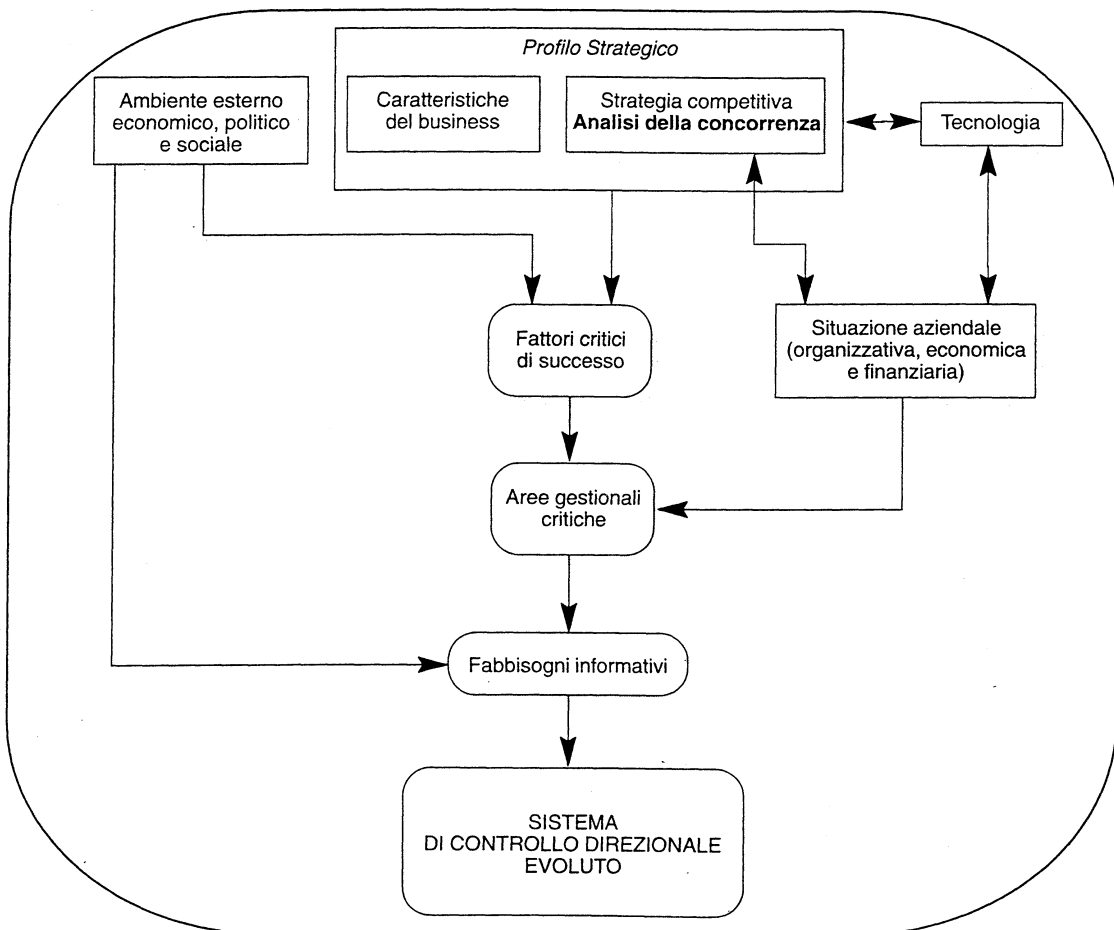 Profilo Strategico
Ambiente esterno
economico, politico
e sociale
Caratteristiche
del business
Strategia competitiva
Analisi della concorrenza
Tecnologia
Fattori critici
di successo
Situazione aziendale
(organizzativa, economica
e finanziaria)
Aree gestionali
critiche
Fabbisogni informativi
SISTEMA
DI CONTROLLO DIREZIONALE
EVOLUTO